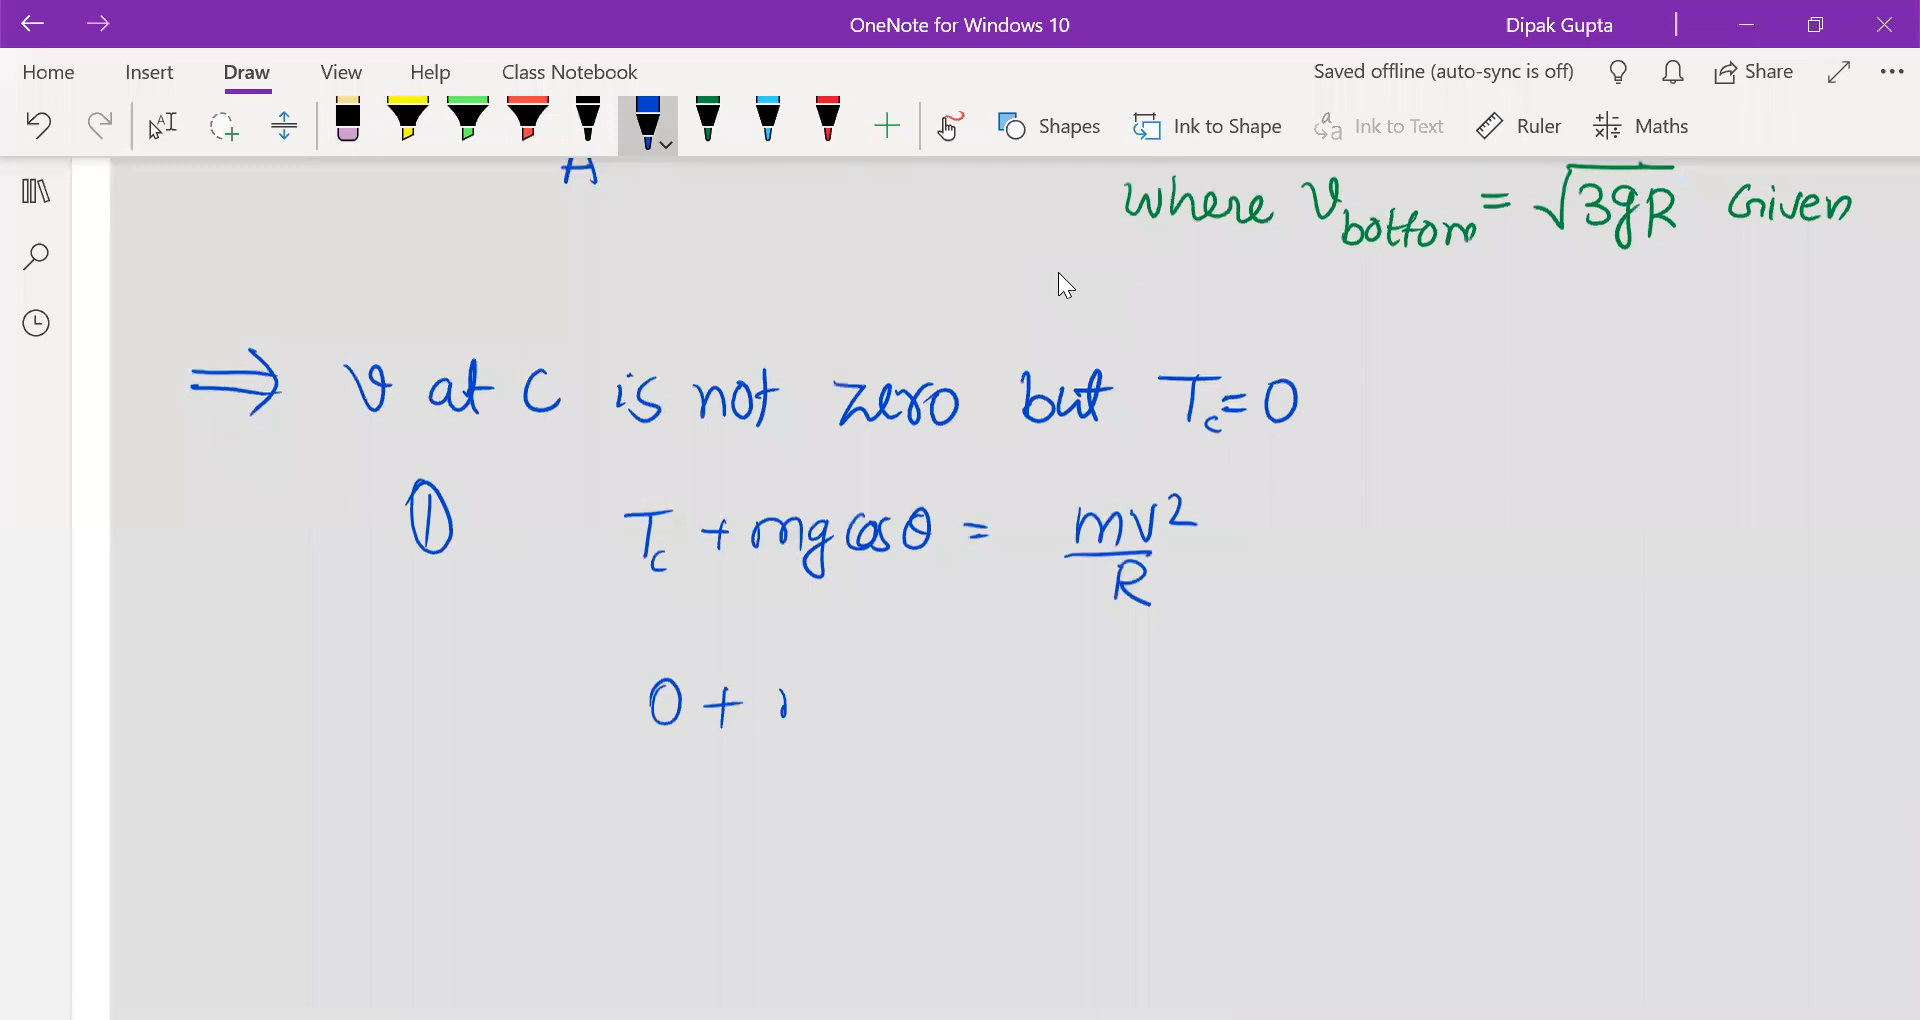 OneNote for Windows 10
Dipak Gupta
Home Insert Draw View Help Class Notebook
Saved offline (auto-sync is off) Share
Shapes Ink to Shape Ink to Text Ruler Maths
A
where v_bottom = √3gR Given
⇒ v at C is not zero but T_c = 0
① T_c + mg cos θ = mv²/R
0 +